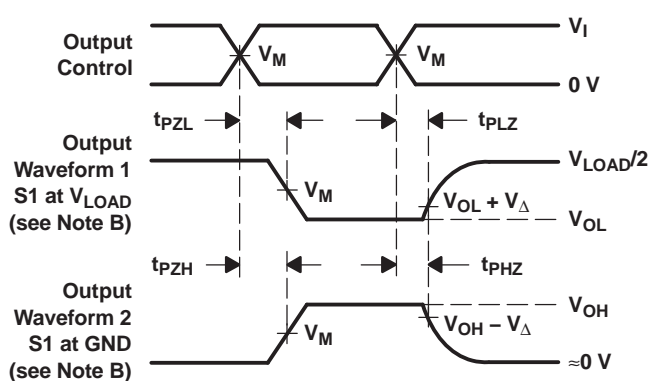 Output
Control
V_M
V_M
V_I
0 V
t_PZL
t_PLZ
Output
Waveform 1
S1 at V_LOAD
(see Note B)
V_M
V_LOAD/2
V_OL + V_Δ
V_OL
t_PZH
t_PHZ
Output
Waveform 2
S1 at GND
(see Note B)
V_M
V_OH
V_OH − V_Δ
≈0 V